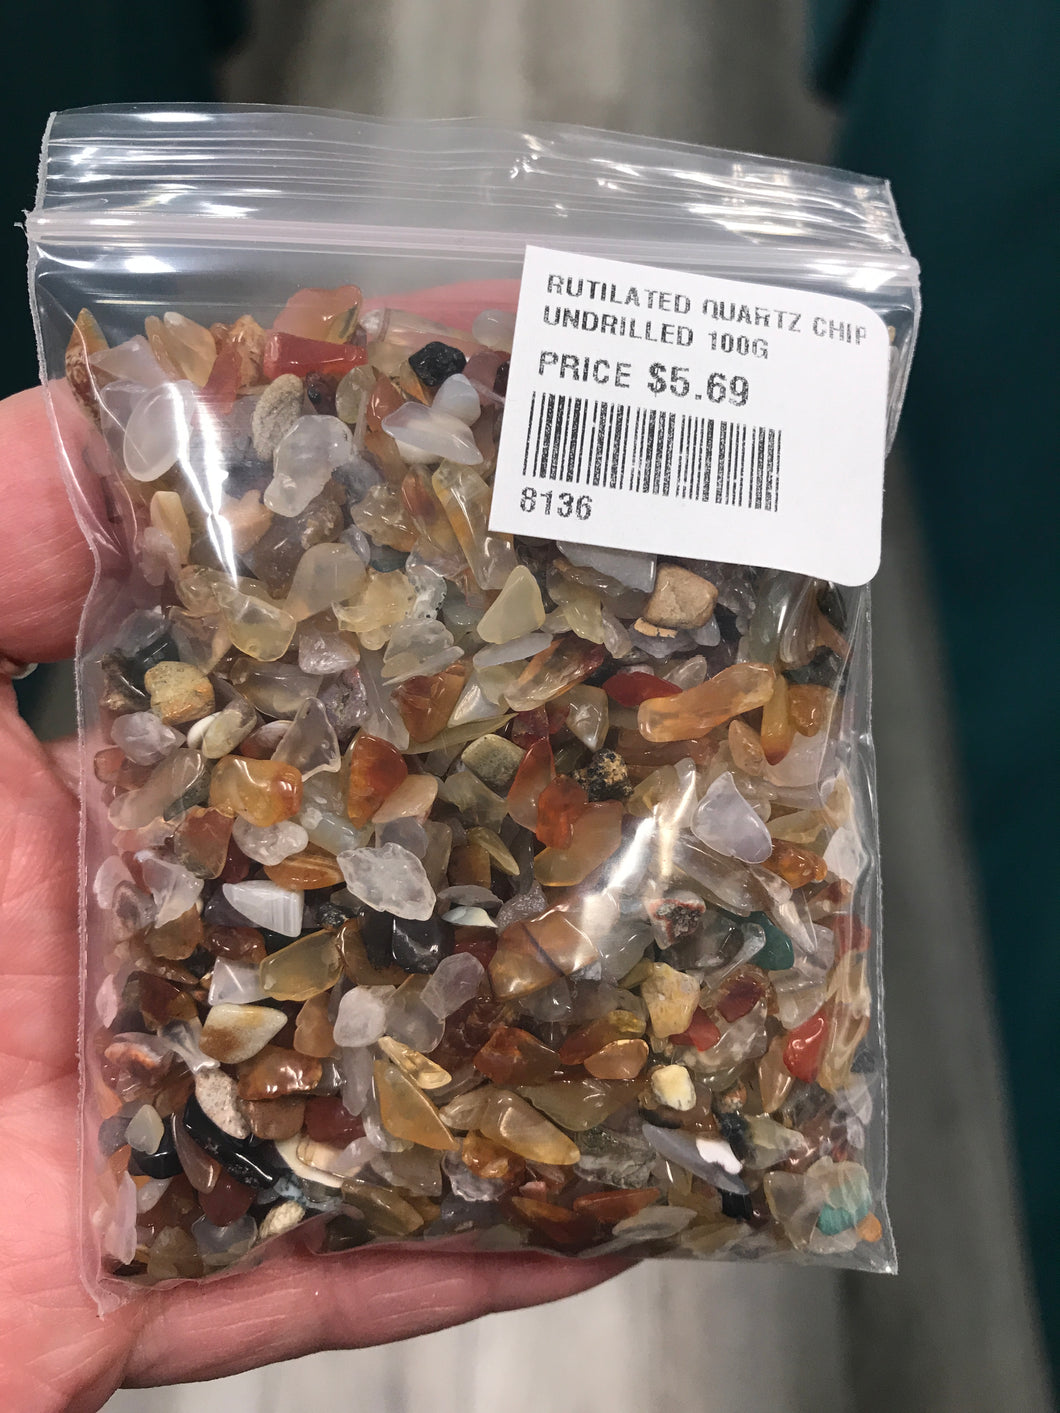 RUTILATED QUARTZ CHIP
UNDRILLED 100G
PRICE $5.69
8136